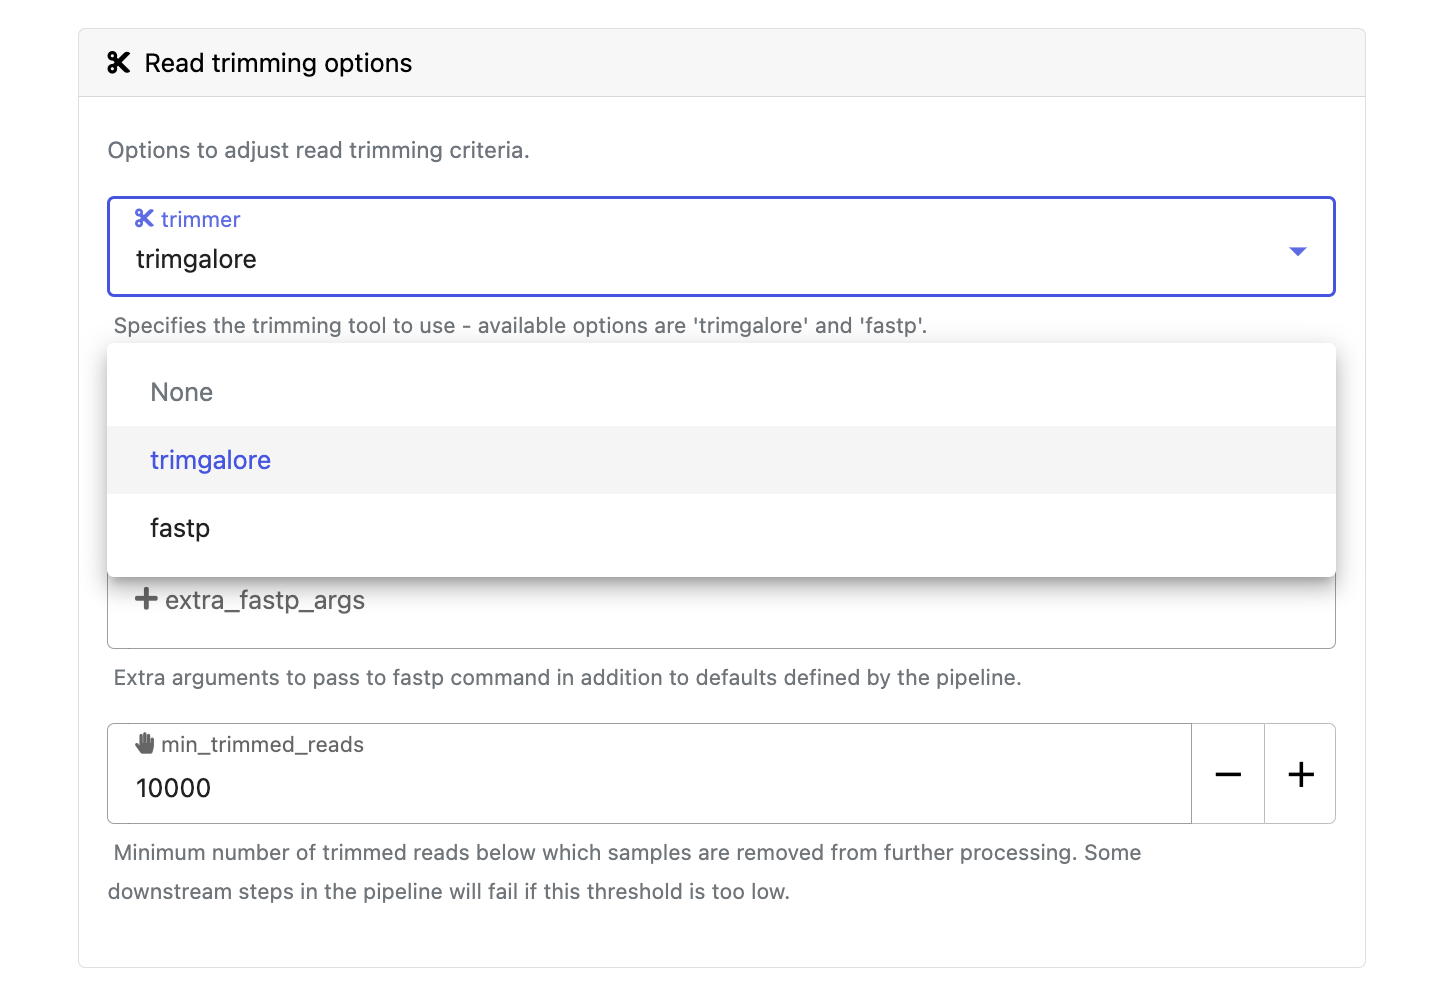 Read trimming options
Options to adjust read trimming criteria.
trimmer
trimgalore
Specifies the trimming tool to use - available options are 'trimgalore' and 'fastp'.
None
trimgalore
fastp
extra_fastp_args
Extra arguments to pass to fastp command in addition to defaults defined by the pipeline.
min_trimmed_reads
10000
Minimum number of trimmed reads below which samples are removed from further processing. Some
downstream steps in the pipeline will fail if this threshold is too low.